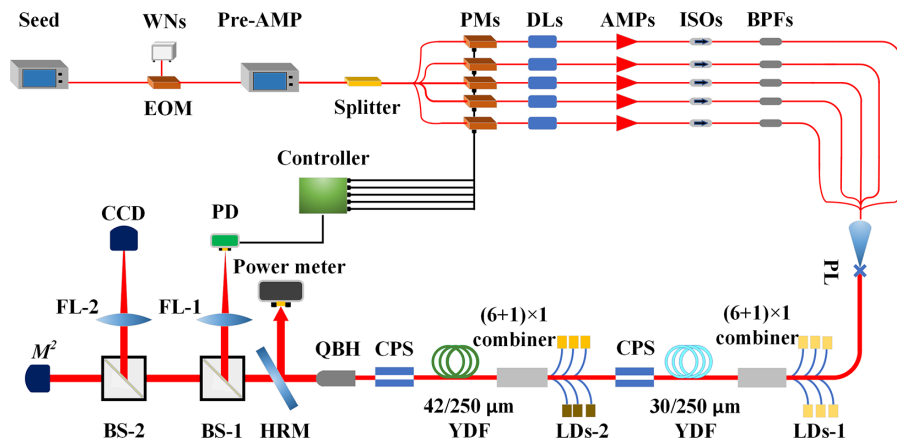 Seed
WNs
Pre-AMP
PMs
DLs
AMPs
ISOs
BPFs
EOM
Splitter
Controller
CCD
PD
Power meter
PL
FL-2
FL-1
(6+1)×1
combiner
(6+1)×1
combiner
M²
QBH
CPS
CPS
BS-2
BS-1
HRM
42/250 μm
YDF
LDs-2
30/250 μm
YDF
LDs-1